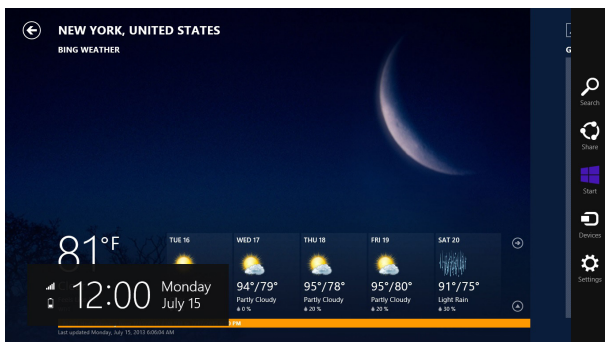 NEW YORK, UNITED STATES
BING WEATHER
G
Search
Share
Start
Devices
Settings
81°F
TUE 16
WED 17
94°/79°
Partly Cloudy
0 %
THU 18
95°/78°
Partly Cloudy
20 %
FRI 19
95°/80°
Partly Cloudy
20 %
SAT 20
91°/75°
Light Rain
30 %
12:00
Monday
July 15
PM
Last updated Monday, July 15, 2013 6:06:04 AM